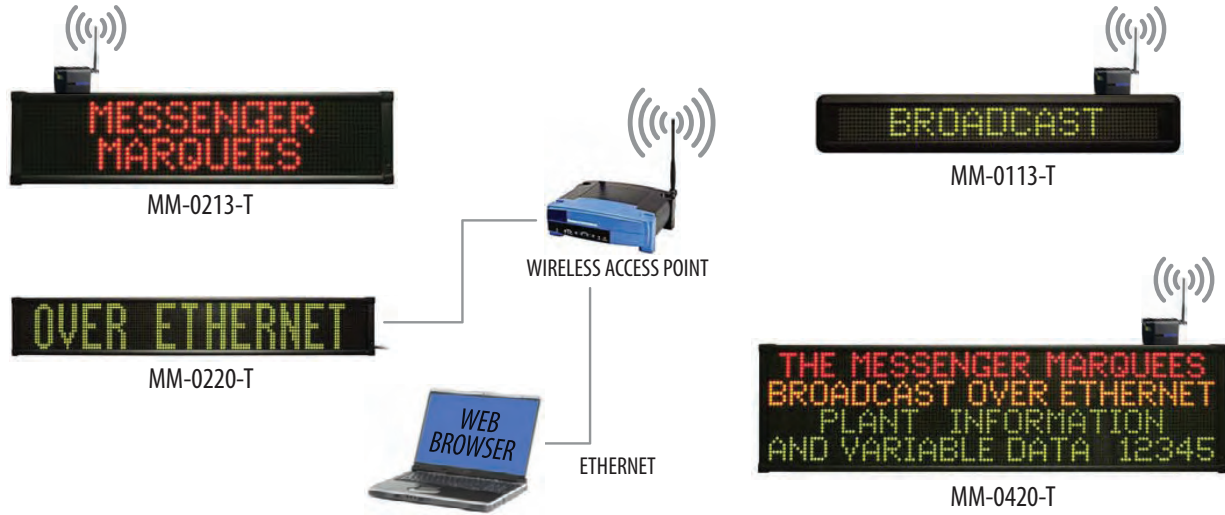 MESSENGER
MARQUEES
MM-0213-T
BROADCAST
MM-0113-T
WIRELESS ACCESS POINT
OVER ETHERNET
MM-0220-T
WEB
BROWSER
ETHERNET
THE MESSENGER MARQUEES
BROADCAST OVER ETHERNET
PLANT INFORMATION
AND VARIABLE DATA 12345
MM-0420-T